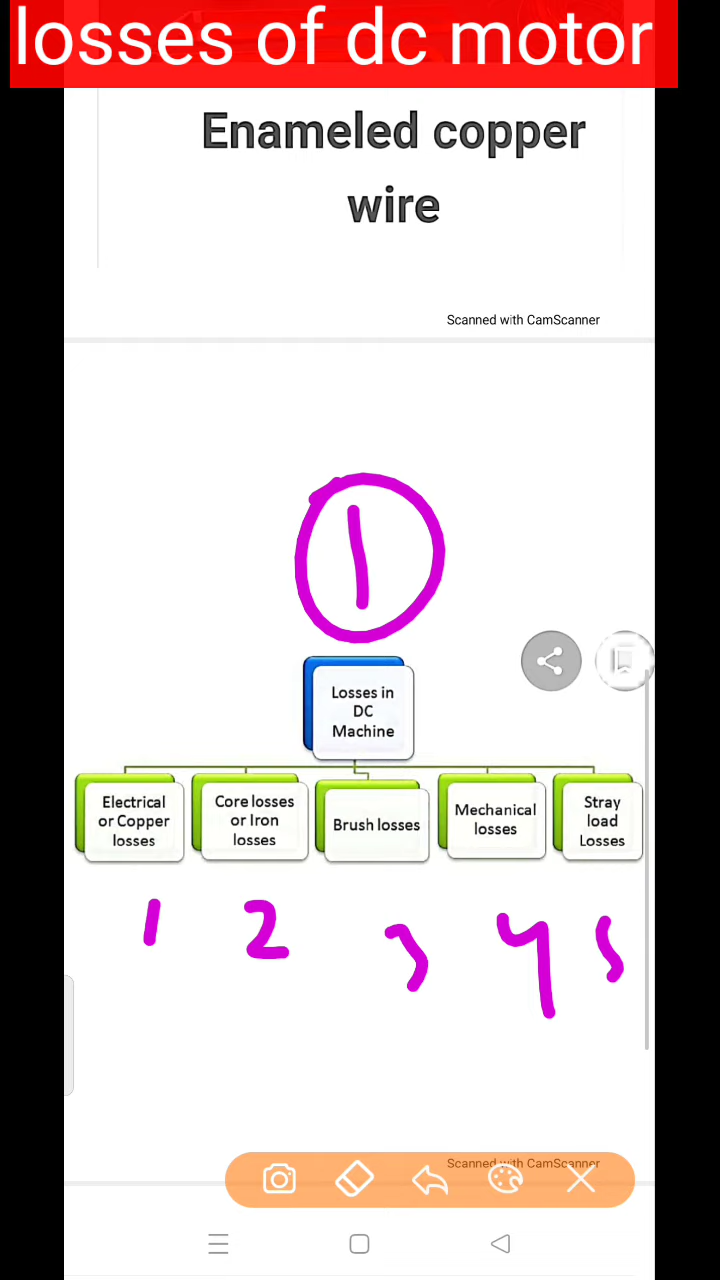 losses of dc motor
Enameled copper
wire
Scanned with CamScanner
1
Losses in
DC
Machine
Electrical
or Copper
losses
Core losses
or Iron
losses
Brush losses
Mechanical
losses
Stray
load
Losses
1 2 3 4 5
Scanned with CamScanner